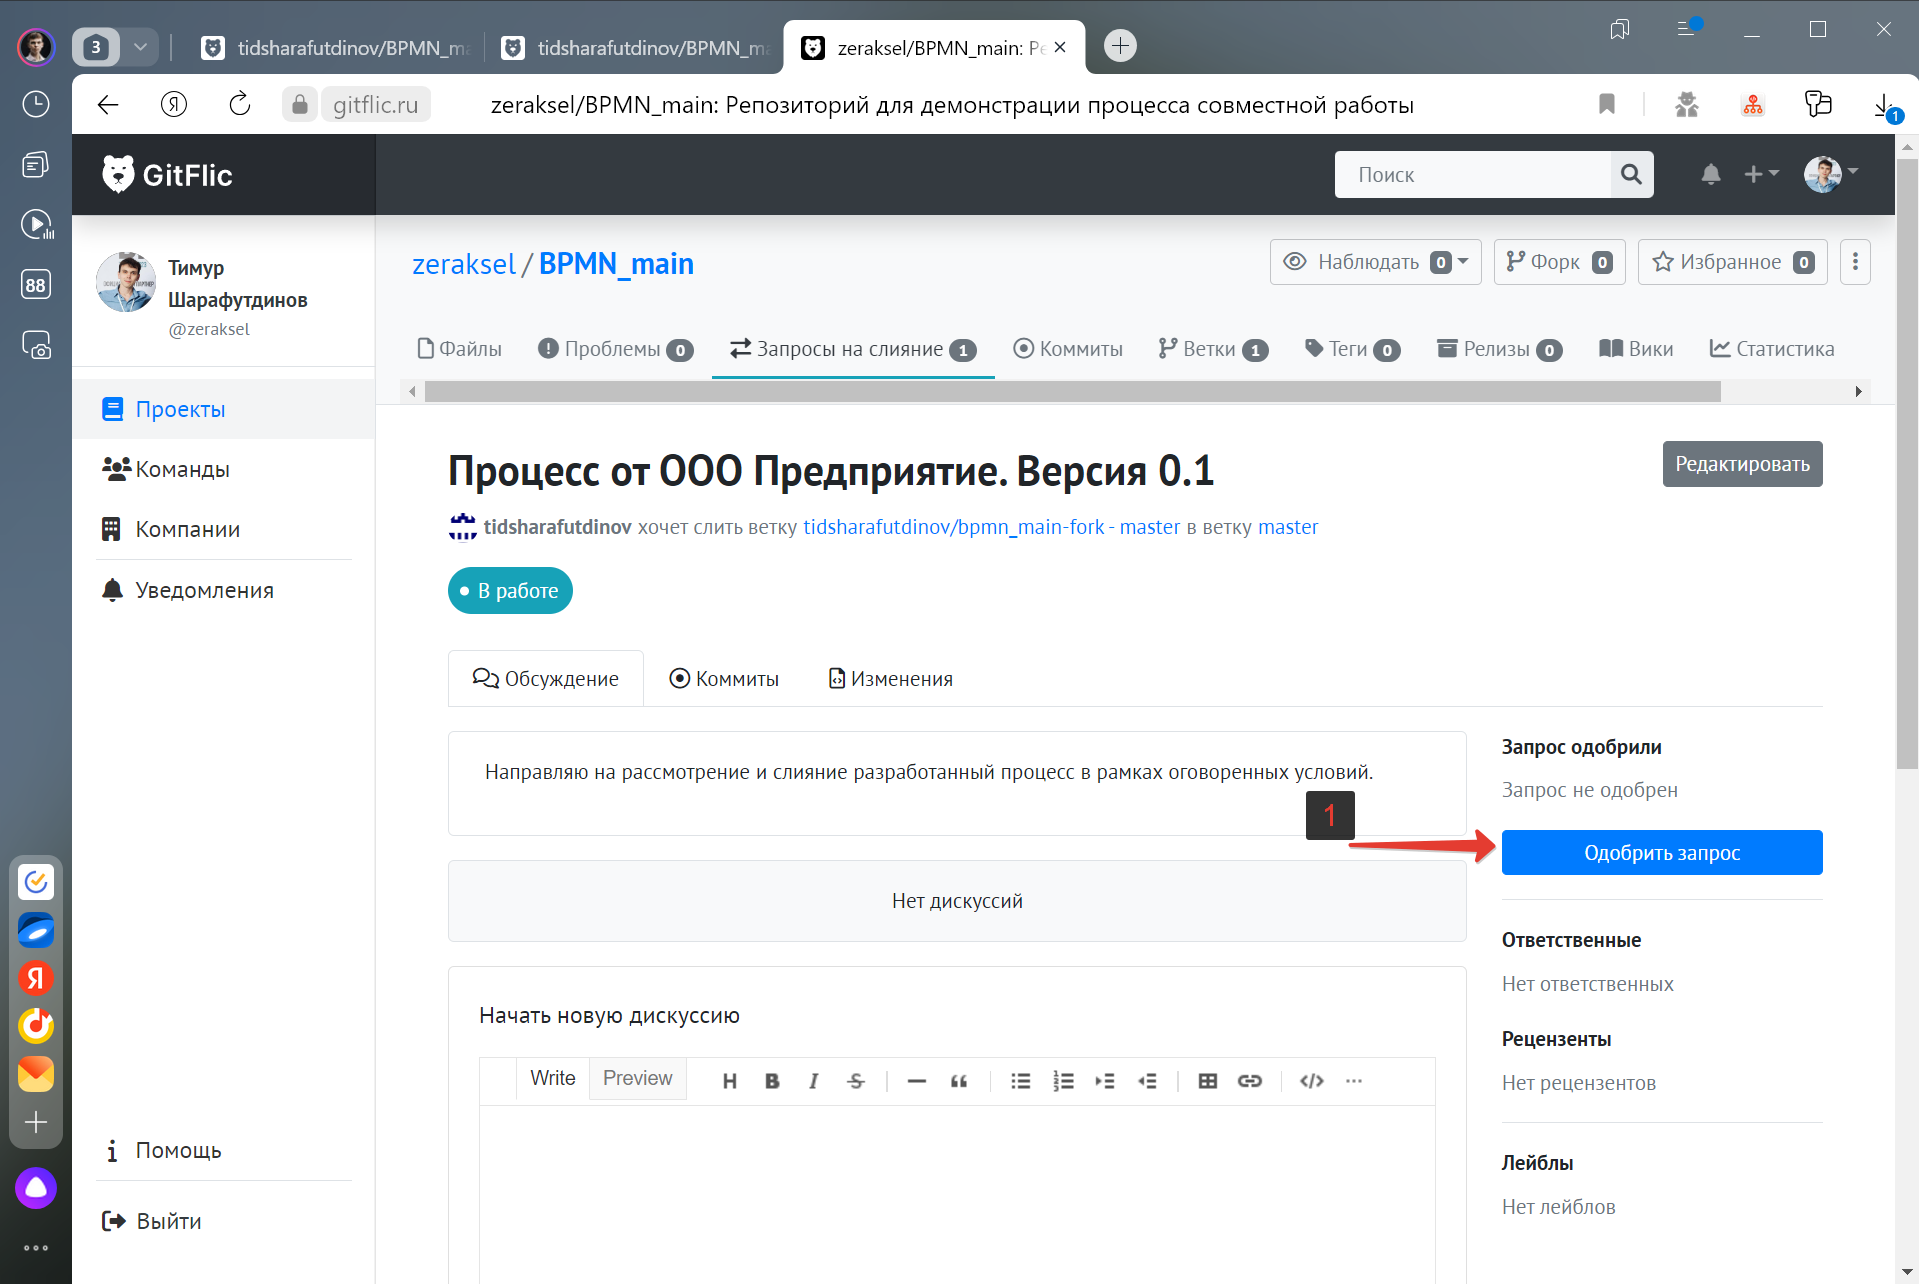 3
tidsharafutdinov/BPMN_ma
tidsharafutdinov/BPMN_ma
zeraksel/BPMN_main: Ре
gitflic.ru
zeraksel/BPMN_main: Репозиторий для демонстрации процесса совместной работы
1
GitFlic
Поиск
88
Тимур
Шарафутдинов
@zeraksel
Проекты
Команды
Компании
Уведомления
Помощь
Выйти
zeraksel / BPMN_main
Наблюдать 0
Форк 0
Избранное 0
Файлы
Проблемы 0
Запросы на слияние 1
Коммиты
Ветки 1
Теги 0
Релизы 0
Вики
Статистика
Процесс от ООО Предприятие. Версия 0.1
Редактировать
tidsharafutdinov хочет слить ветку tidsharafutdinov/bpmn_main-fork - master в ветку master
В работе
Обсуждение
Коммиты
Изменения
Направляю на рассмотрение и слияние разработанный процесс в рамках оговоренных условий.
1
Нет дискуссий
Начать новую дискуссию
Write
Preview
Запрос одобрили
Запрос не одобрен
Одобрить запрос
Ответственные
Нет ответственных
Рецензенты
Нет рецензентов
Лейблы
Нет лейблов